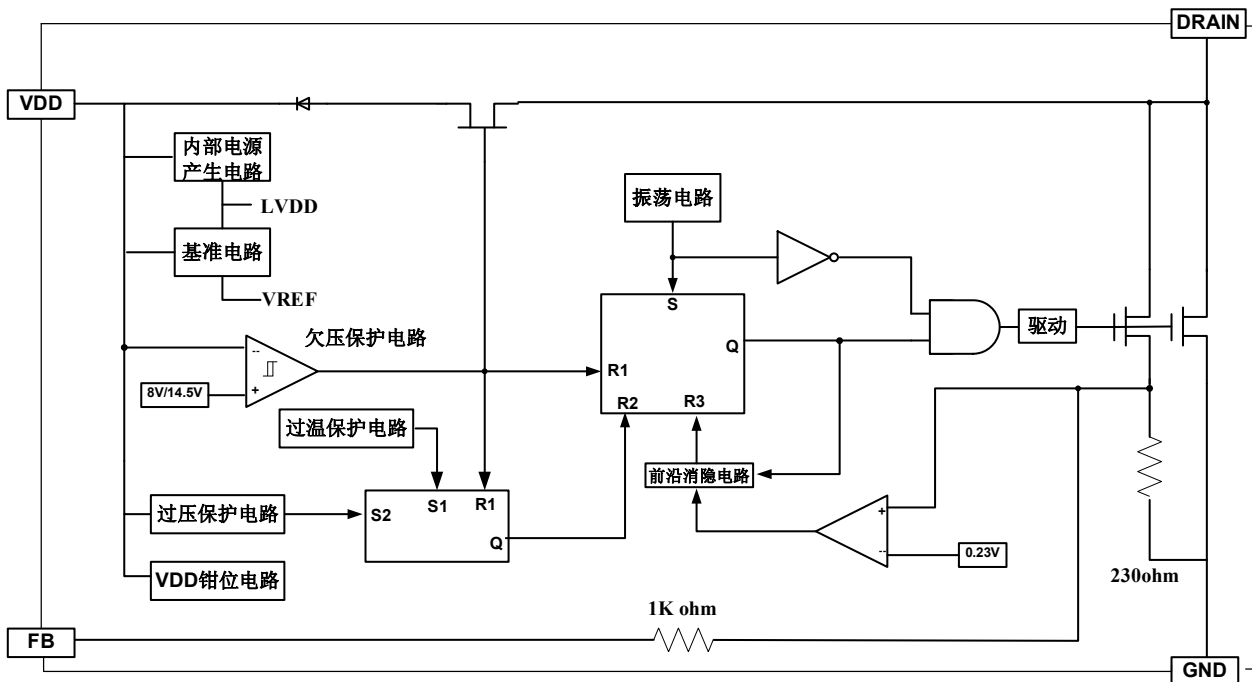 DRAIN
VDD
内部电源
产生电路
LVDD
基准电路
VREF
振荡电路
欠压保护电路
--
+
8V/14.5V
S
Q
R1
R2
R3
驱动
过温保护电路
前沿消隐电路
过压保护电路
S2
S1
R1
Q
+
--
0.23V
VDD钳位电路
230ohm
1K ohm
FB
GND